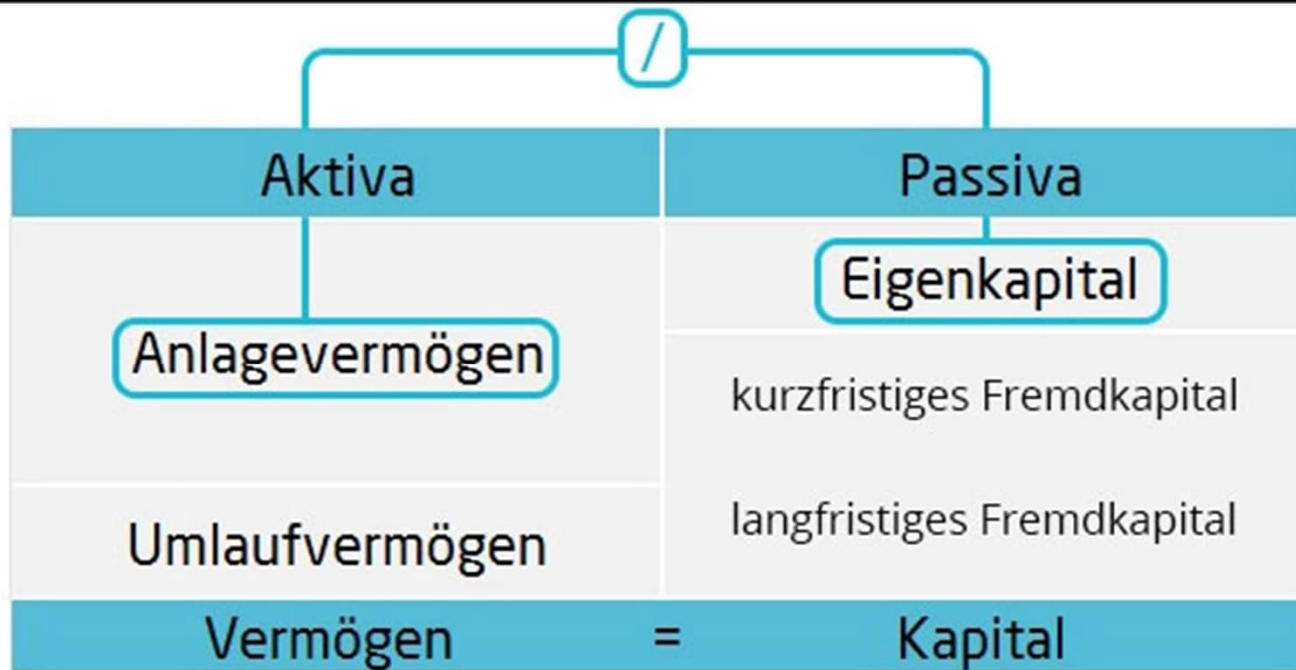 /
Aktiva Passiva
Eigenkapital
Anlagevermögen
kurzfristiges Fremdkapital
langfristiges Fremdkapital
Umlaufvermögen
Vermögen = Kapital